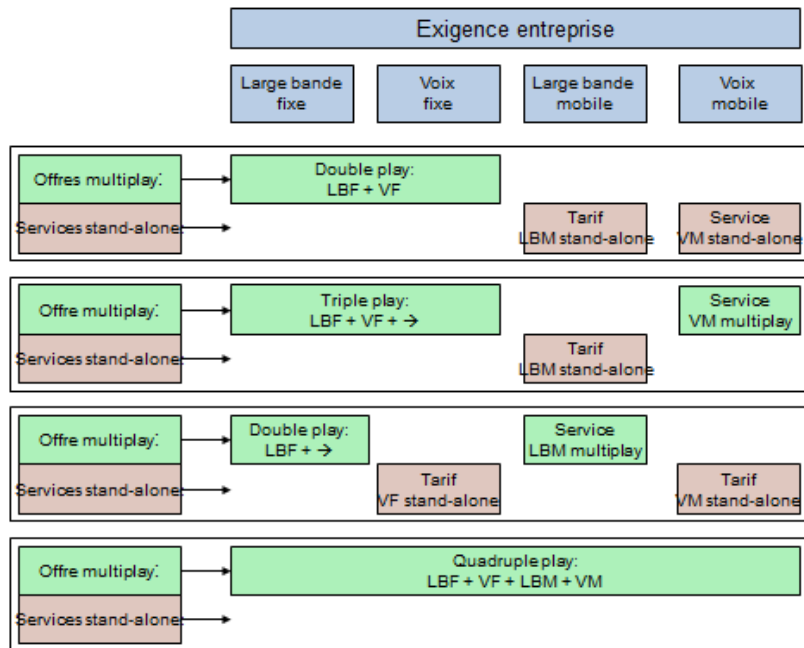 Exigence entreprise
Large bande
fixe
Voix
fixe
Large bande
mobile
Voix
mobile
Offres multiplay:
Double play:
LBF + VF
Services stand-alone:
Tarif
LBM stand-alone
Service
VM stand-alone
Offre multiplay:
Triple play:
LBF + VF + →
Service
VM multiplay
Services stand-alone:
Tarif
LBM stand-alone
Offre multiplay:
Double play:
LBF + →
Service
LBM multiplay
Services stand-alone:
Tarif
VF stand-alone
Tarif
VM stand-alone
Offre multiplay:
Quadruple play:
LBF + VF + LBM + VM
Services stand-alone: